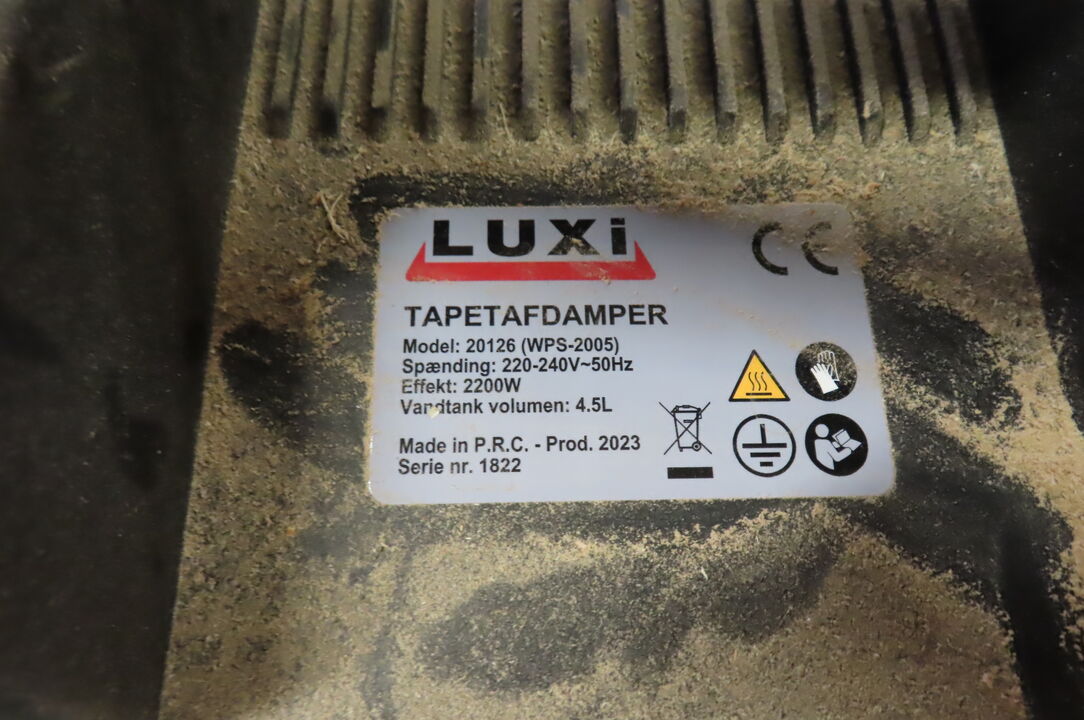 LUXi
CE
TAPETAFDAMPER
Model: 20126 (WPS-2005)
Spænding: 220-240V~50Hz
Effekt: 2200W
Vandtank volumen: 4.5L
Made in P.R.C. - Prod. 2023
Serie nr. 1822